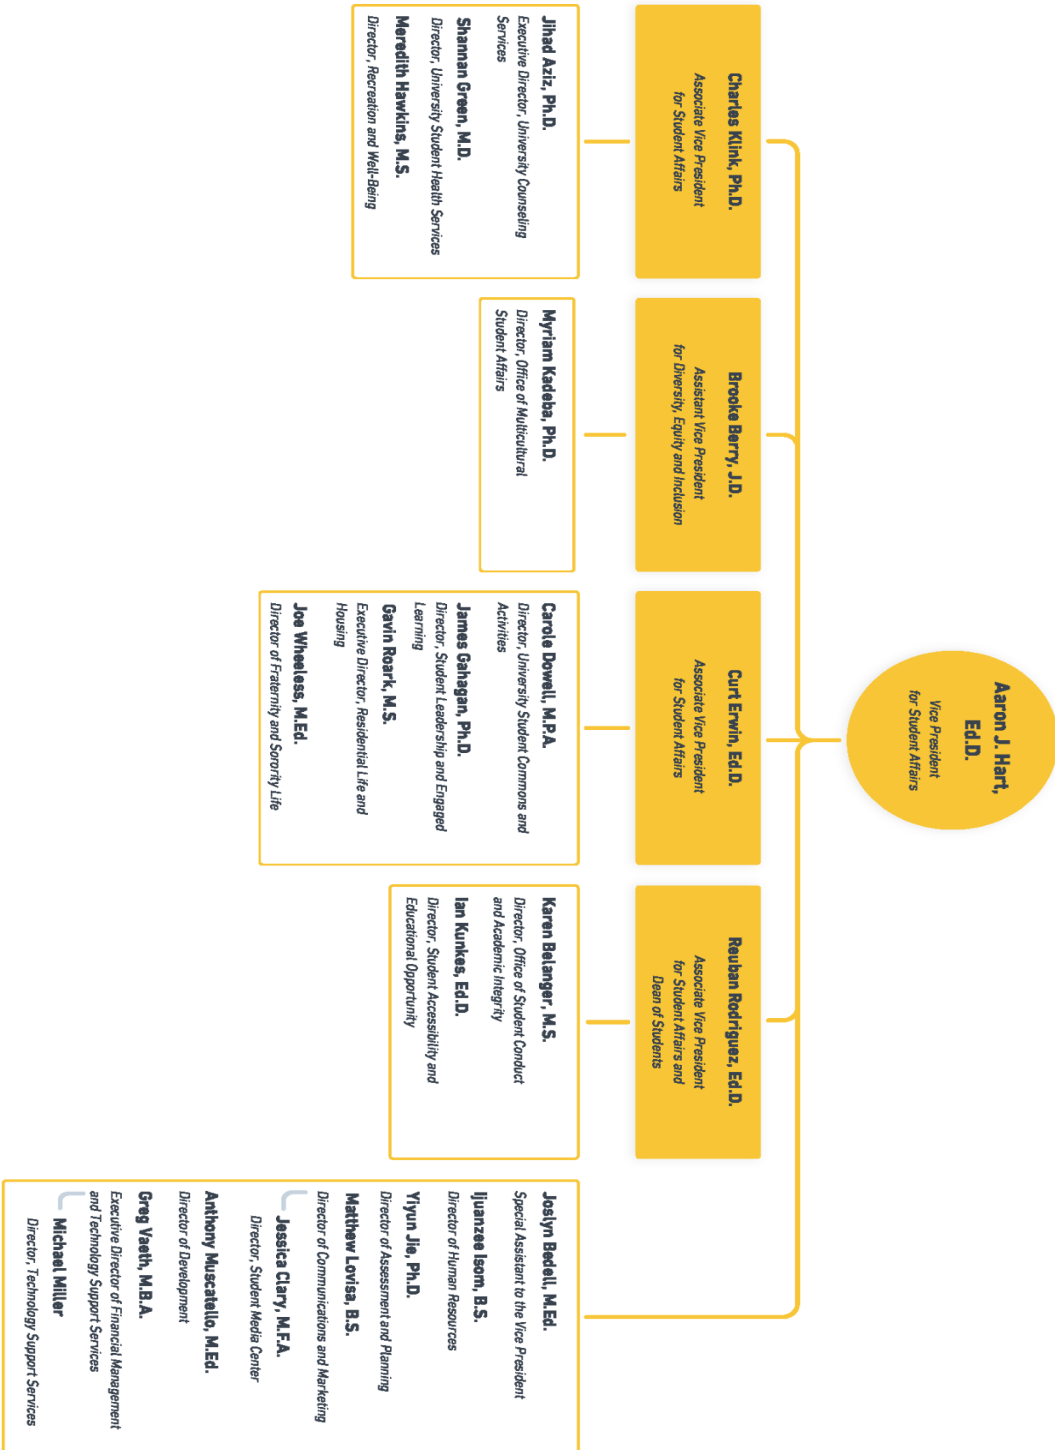 Aaron J. Hart,
Ed.D.
Vice President
for Student Affairs
Charles Klink, Ph.D.
Associate Vice President
for Student Affairs
Jihad Aziz, Ph.D.
Executive Director, University Counseling
Services
Shannan Green, M.D.
Director, University Student Health Services
Meredith Hawkins, M.S.
Director, Recreation and Well-Being
Brooke Berry, J.D.
Assistant Vice President
for Diversity, Equity and Inclusion
Myriam Kadeba, Ph.D.
Director, Office of Multicultural
Student Affairs
Curt Erwin, Ed.D.
Associate Vice President
for Student Affairs
Carole Dowell, M.P.A.
Director, University Student Commons and
Activities
James Gahagan, Ph.D.
Director, Student Leadership and Engaged
Learning
Gavin Roark, M.S.
Executive Director, Residential Life and
Housing
Joe Wheeless, M.Ed.
Director of Fraternity and Sorority Life
Reuban Rodriguez, Ed.D.
Associate Vice President
for Student Affairs and
Dean of Students
Karen Belanger, M.S.
Director, Office of Student Conduct
and Academic Integrity
Ian Kunkes, Ed.D.
Director, Student Accessibility and
Educational Opportunity
Joslyn Bedell, M.Ed.
Special Assistant to the Vice President
Ijuanzee Isom, B.S.
Director of Human Resources
Yiyun Jie, Ph.D.
Director of Assessment and Planning
Matthew Lovisa, B.S.
Director of Communications and Marketing
Jessica Clary, M.F.A.
Director, Student Media Center
Anthony Muscatello, M.Ed.
Director of Development
Greg Vaeth, M.B.A.
Executive Director of Financial Management
and Technology Support Services
Michael Miller
Director, Technology Support Services